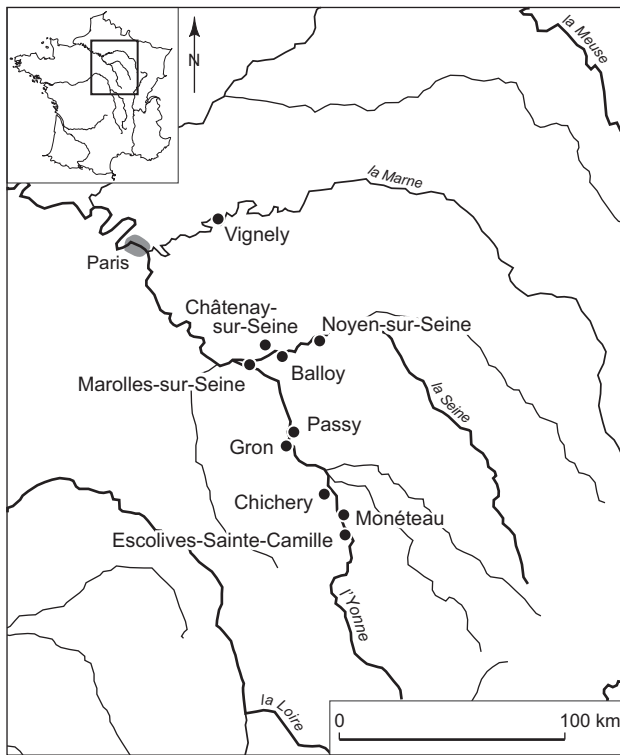 N
la Meuse
la Marne
Vignely
Paris
Châtenay-
sur-Seine
Noyen-sur-Seine
Balloy
Marolles-sur-Seine
la Seine
Passy
Gron
Chichery
Monéteau
Escolives-Sainte-Camille
l'Yonne
la Loire
0
100 km